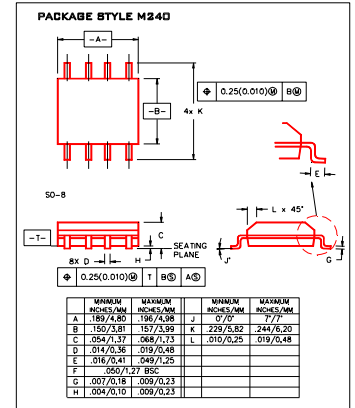 PACKAGE STYLE M240
-A-
0.25(0.010)Ⓜ BⓂ
-B-
4x K
E
SO-8
L x 45°
-T-
C
SEATING
PLANE
8X D
H
J°
G
0.25(0.010)Ⓜ T BⓈ AⓈ
MINIMUM INCHES/MM MAXIMUM INCHES/MM MINIMUM INCHES/MM MAXIMUM INCHES/MM
A .189/4,80 .196/4,98 J 0°/0° 7°/7°
B .150/3,81 .157/3,99 K .229/5,82 .244/6,20
C .054/1,37 .068/1,73 L .010/0,25 .019/0,48
D .014/0,36 .019/0,48
E .016/0,41 .049/1,25
F .050/1,27 BSC
G .007/0,18 .009/0,23
H .004/0,10 .009/0,23